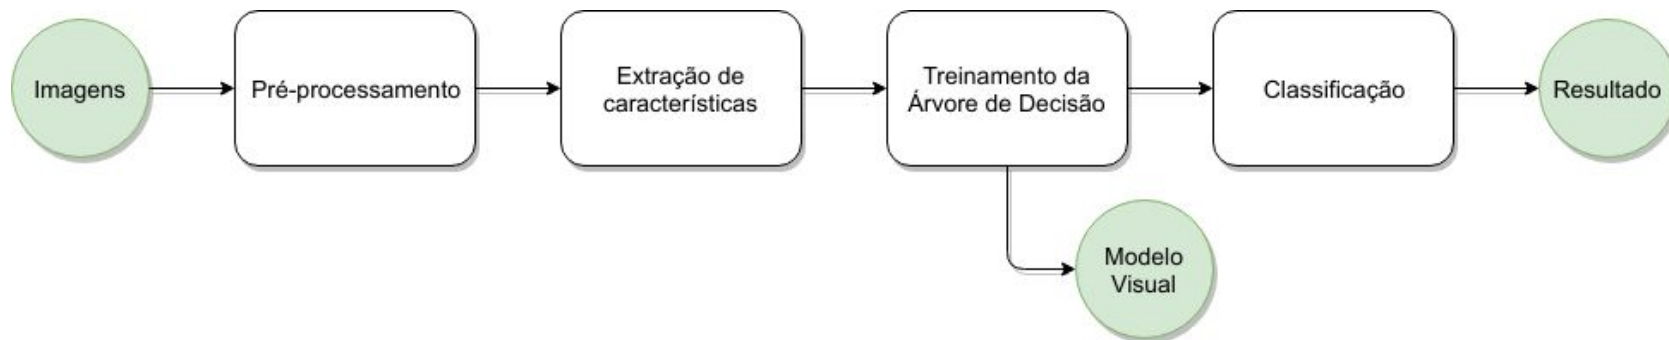 Imagens
Pré-processamento
Extração de
características
Treinamento da
Árvore de Decisão
Classificação
Resultado
Modelo
Visual